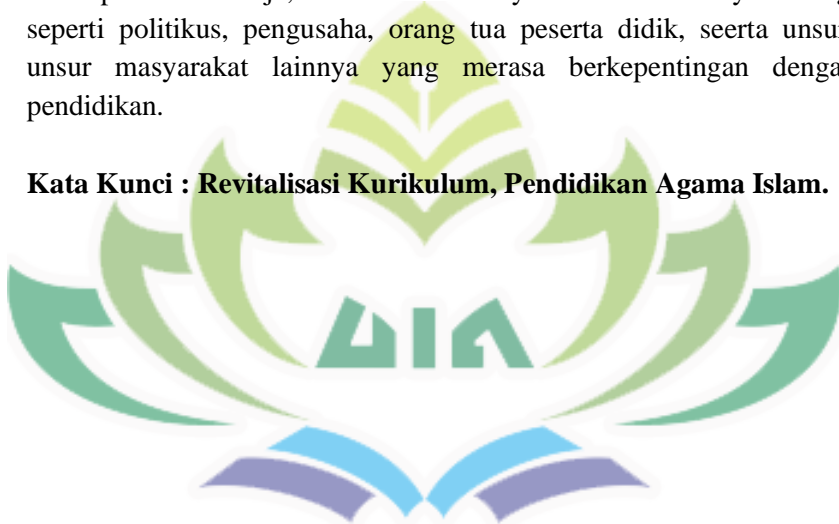 seperti politikus, pengusaha, orang tua peserta didik, seerta unsur
unsur masyarakat lainnya yang merasa berkepentingan denga
pendidikan.
Kata Kunci : Revitalisasi Kurikulum, Pendidikan Agama Islam.